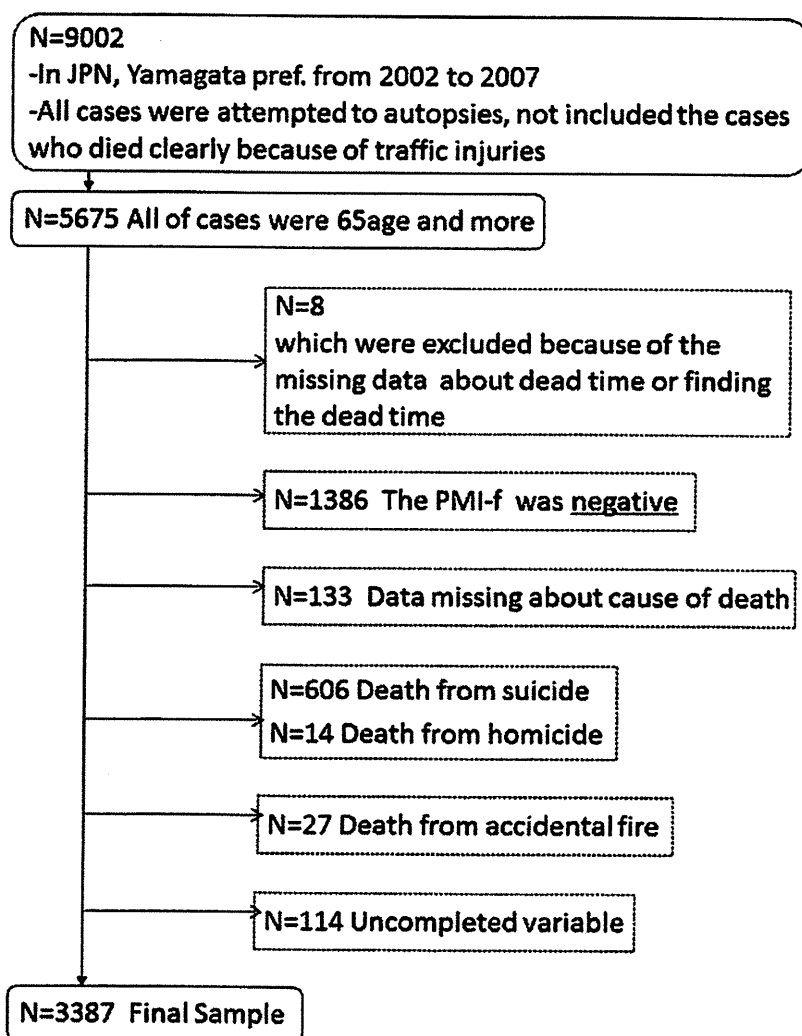 N=9002
-In JPN, Yamagata pref. from 2002 to 2007
-All cases were attempted to autopsies, not included the cases
who died clearly because of traffic injuries
N=5675 All of cases were 65age and more
N=8
which were excluded because of the
missing data about dead time or finding
the dead time
N=1386 The PMI-f was negative
N=133 Data missing about cause of death
N=606 Death from suicide
N=14 Death from homicide
N=27 Death from accidental fire
N=114 Uncompleted variable
N=3387 Final Sample